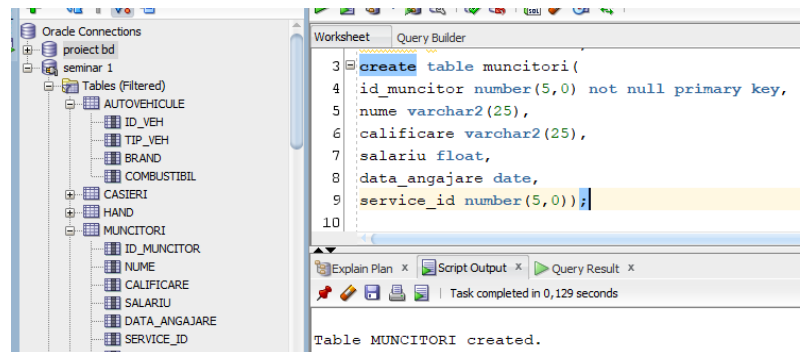 Oracle Connections
proiect bd
seminar 1
Tables (Filtered)
AUTOVEHICULE
ID_VEH
TIP_VEH
BRAND
COMBUSTIBIL
CASIERI
HAND
MUNCITORI
ID_MUNCITOR
NUME
CALIFICARE
SALARIU
DATA_ANGAJARE
SERVICE_ID
Worksheet Query Builder
3 create table muncitori(
4 id_muncitor number(5,0) not null primary key,
5 nume varchar2(25),
6 calificare varchar2(25),
7 salariu float,
8 data_angajare date,
9 service_id number(5,0));
10
Explain Plan x Script Output x Query Result x
Task completed in 0,129 seconds
Table MUNCITORI created.